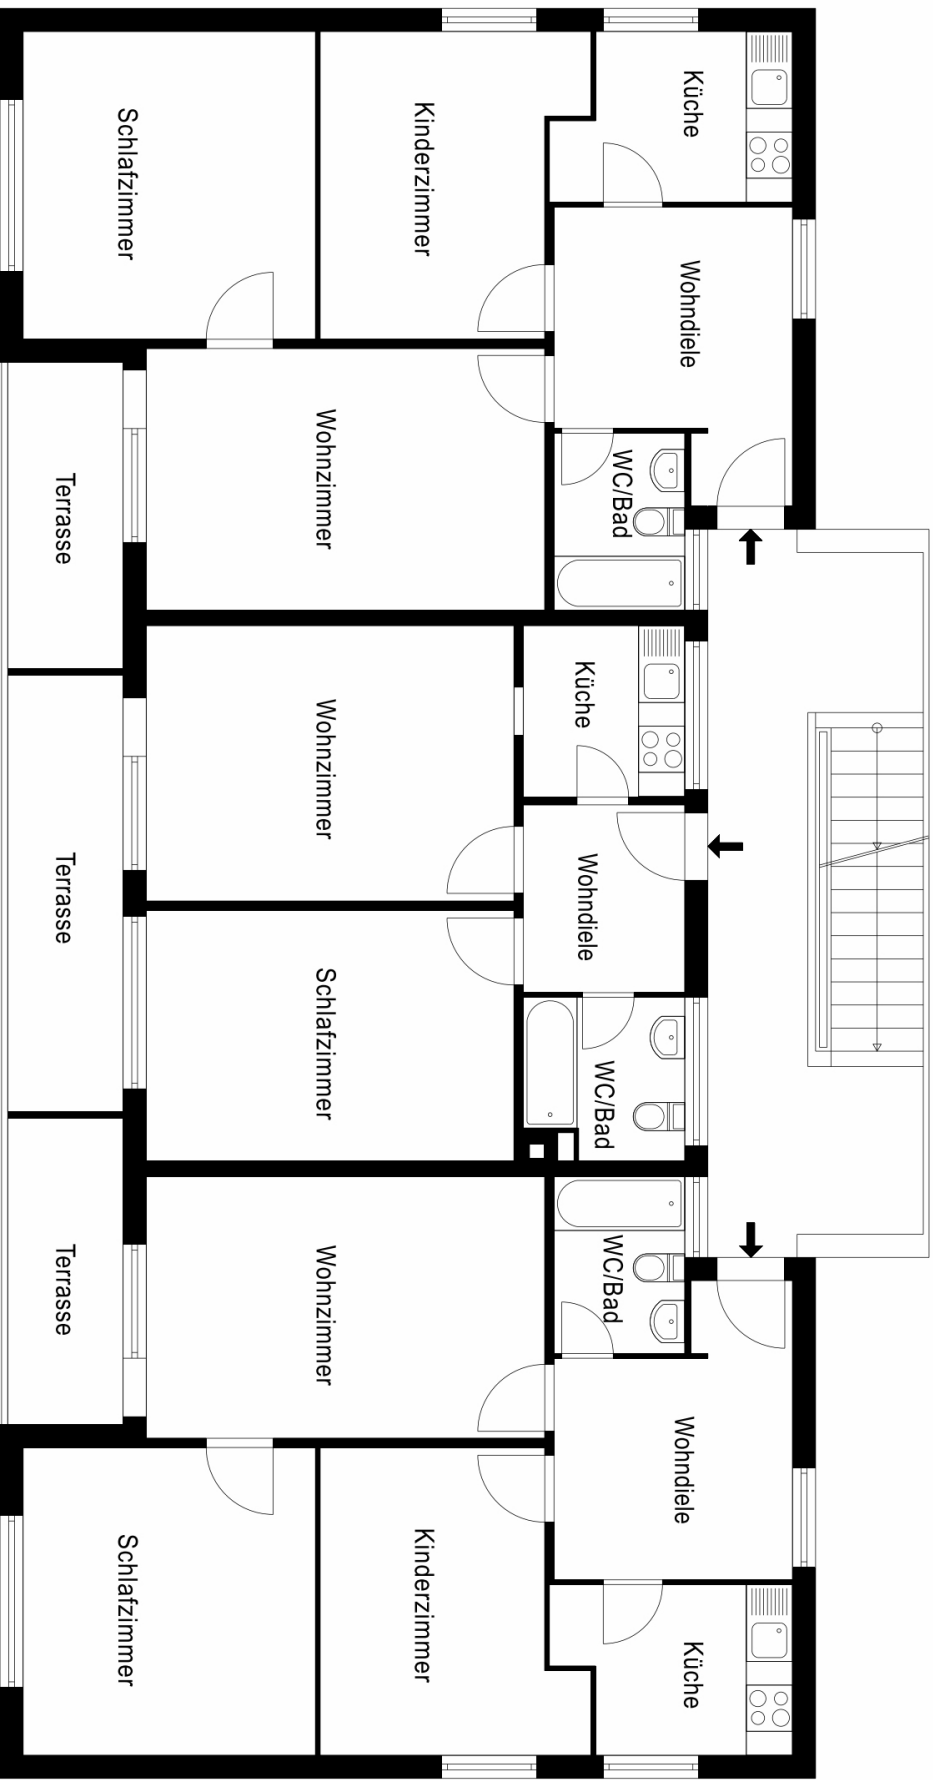 Küche
Kinderzimmer
Schlafzimmer
Wohndiele
Wohnzimmer
WC/Bad
Terrasse
Küche
Wohnzimmer
Wohndiele
Terrasse
Schlafzimmer
WC/Bad
WC/Bad
Wohnzimmer
Terrasse
Wohndiele
Kinderzimmer
Schlafzimmer
Küche